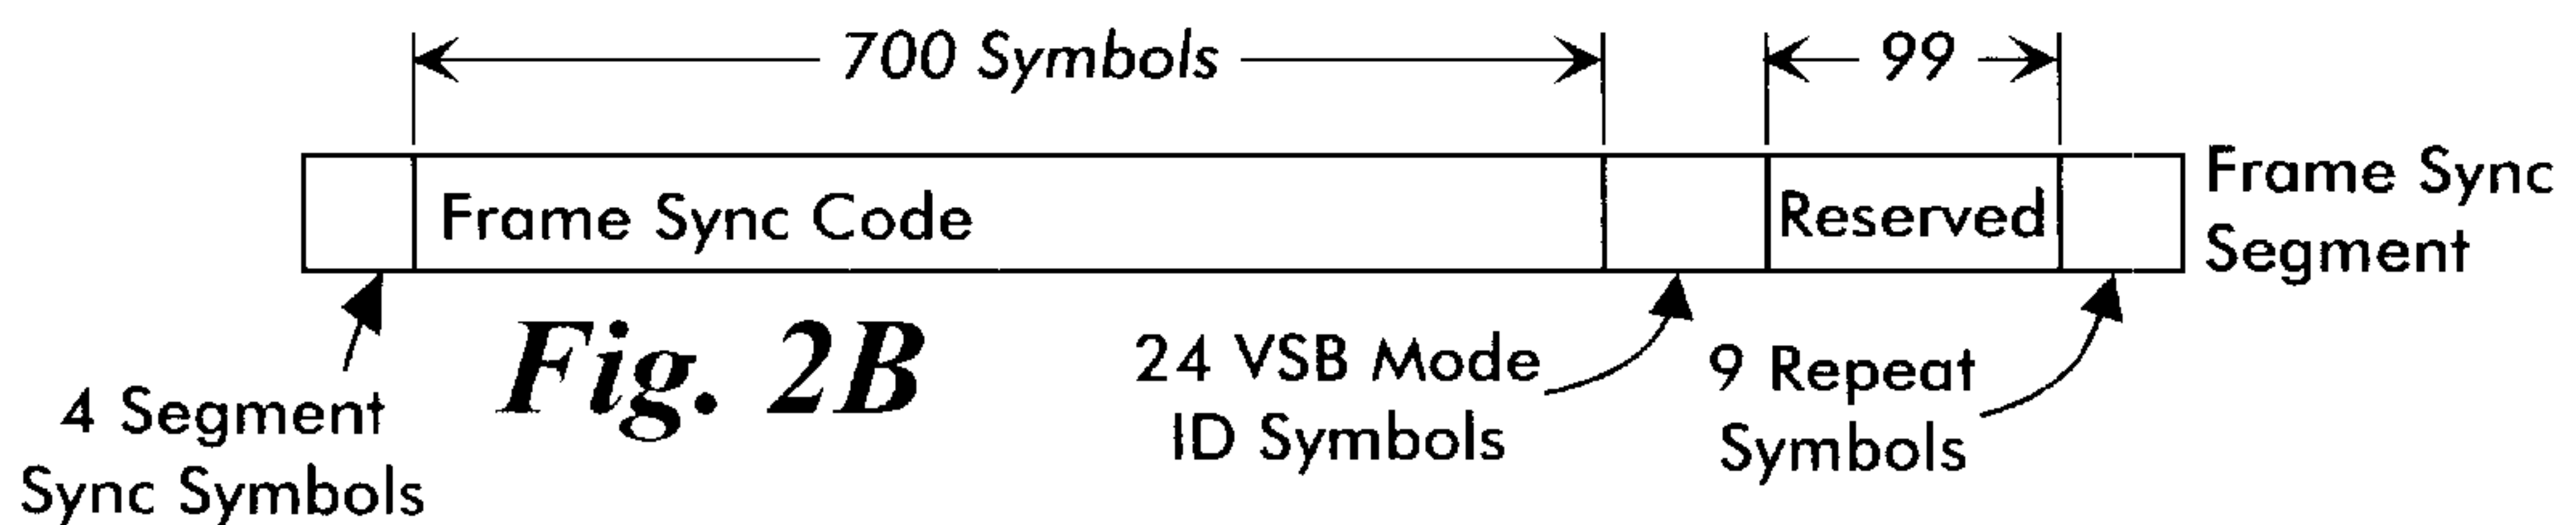 700 Symbols
99
Frame Sync Code
Reserved
Frame Sync
Segment
4 Segment
Sync Symbols
Fig. 2B
24 VSB Mode
ID Symbols
9 Repeat
Symbols